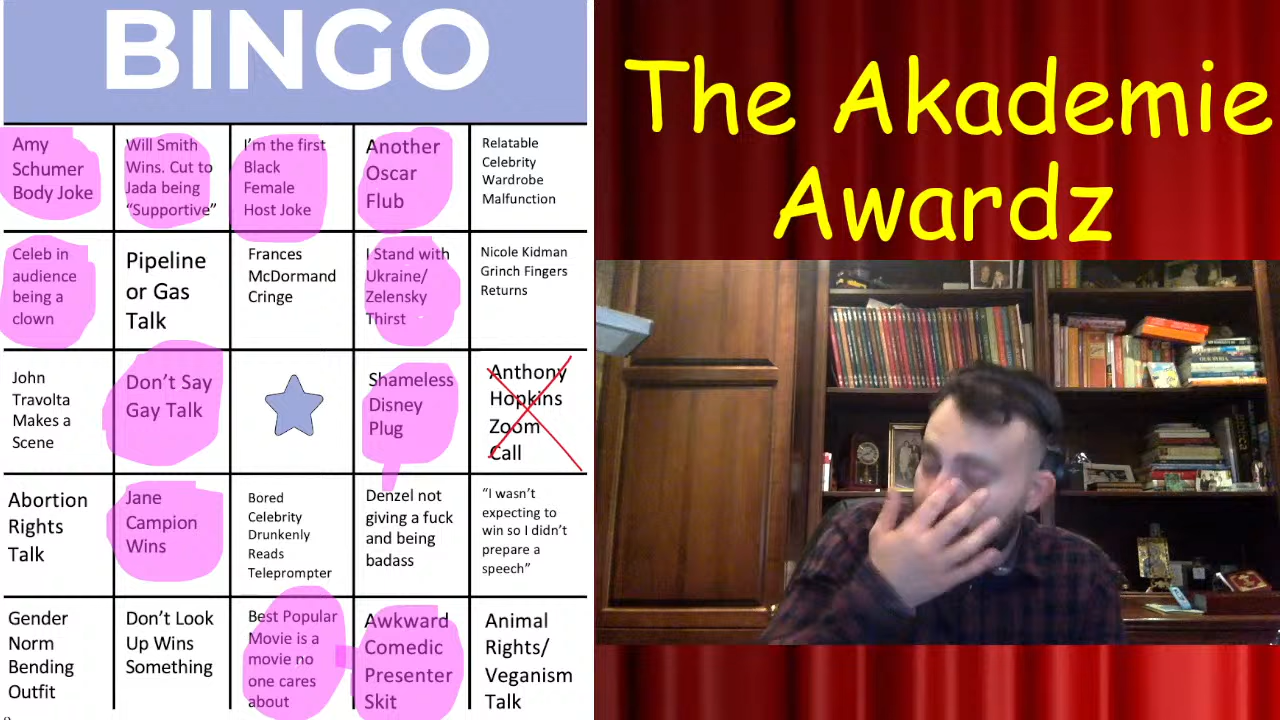 BINGO
Amy
Schumer
Body Joke
Will Smith
Wins. Cut to
Jada being
“Supportive”
I’m the first
Black
Female
Host Joke
Another
Oscar
Flub
Relatable
Celebrity
Wardrobe
Malfunction
Celeb in
audience
being a
clown
Pipeline
or Gas
Talk
Frances
McDormand
Cringe
I Stand with
Ukraine/
Zelensky
Thirst
Nicole Kidman
Grinch Fingers
Returns
John
Travolta
Makes a
Scene
Don’t Say
Gay Talk
Shameless
Disney
Plug
Anthony
Hopkins
Zoom
Call
Abortion
Rights
Talk
Jane
Campion
Wins
Bored
Celebrity
Drunkenly
Reads
Teleprompter
Denzel not
giving a fuck
and being
badass
“I wasn’t
expecting to
win so I didn’t
prepare a
speech”
Gender
Norm
Bending
Outfit
Don’t Look
Up Wins
Something
Best Popular
Movie is a
movie no
one cares
about
Awkward
Comedic
Presenter
Skit
Animal
Rights/
Veganism
Talk
The Akademie
Awardz